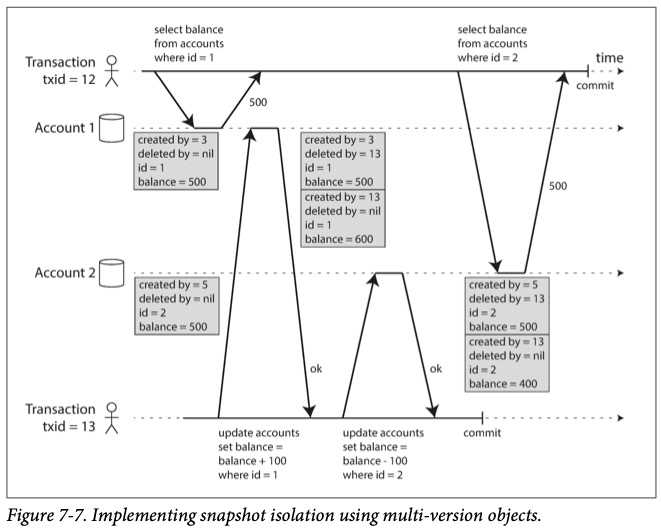 select balance
from accounts
where id = 1
select balance
from accounts
where id = 2
Transaction
txid = 12
time
commit
500
Account 1
created by = 3
deleted by = nil
id = 1
balance = 500
created by = 3
deleted by = 13
id = 1
balance = 500
created by = 13
deleted by = nil
id = 1
balance = 600
500
Account 2
created by = 5
deleted by = nil
id = 2
balance = 500
created by = 5
deleted by = 13
id = 2
balance = 500
created by = 13
deleted by = nil
id = 2
balance = 400
ok
ok
Transaction
txid = 13
update accounts
set balance =
balance + 100
where id = 1
update accounts
set balance =
balance - 100
where id = 2
commit
Figure 7-7. Implementing snapshot isolation using multi-version objects.